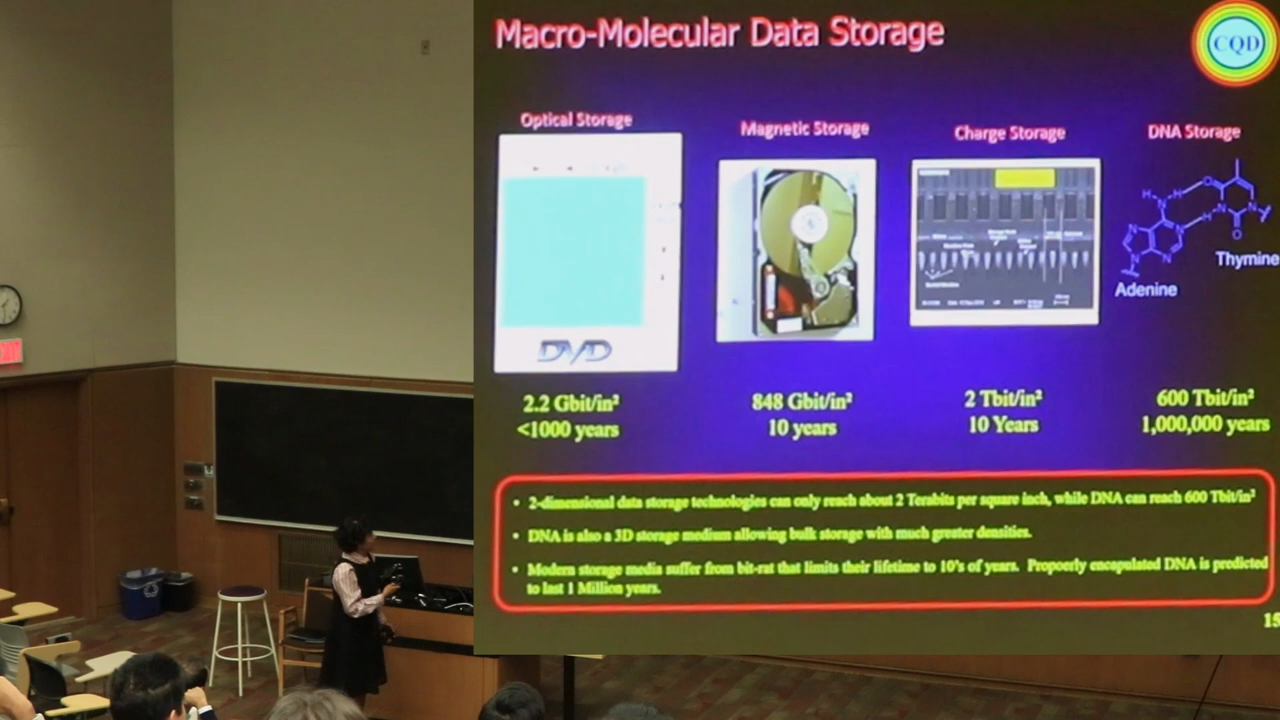 Macro-Molecular Data Storage
CQD
Optical Storage
Magnetic Storage
Charge Storage
DNA Storage
DVD
H
N
H
O
N
H
N
N
N
N
N
O
Thymine
Adenine
2.2 Gbit/in²
<1000 years
848 Gbit/in²
10 years
2 Tbit/in²
10 Years
600 Tbit/in²
1,000,000 years
• 2-dimensional data storage technologies can only reach about 2 Terabits per square inch, while DNA can reach 600 Tbit/in²
• DNA is also a 3D storage medium allowing bulk storage with much greater densities.
• Modern storage media suffer from bit-rat that limits their lifetime to 10's of years. Propoerly encapulated DNA is predicted
to last 1 Million years.
15